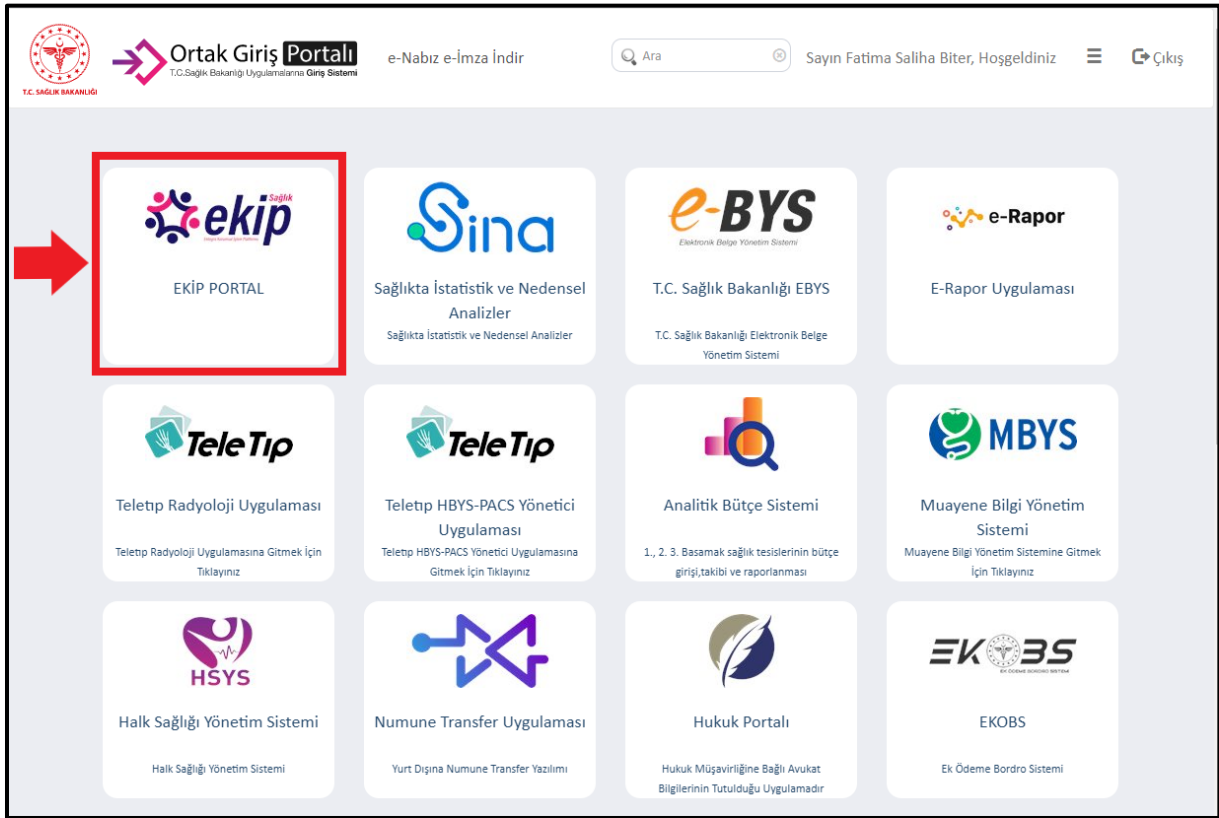 T.C. SAĞLIK BAKANLIĞI
Ortak Giriş Portalı
T.C.Sağlık Bakanlığı Uygulamalarına Giriş Sistemi
e-Nabız e-İmza İndir
Ara
Sayın Fatima Saliha Biter, Hoşgeldiniz
Çıkış
Sağlık
ekip
EKİP PORTAL
Sina
Sağlıkta İstatistik ve Nedensel
Analizler
Sağlıkta İstatistik ve Nedensel Analizler
e-BYS
Elektronik Belge Yönetim Sistemi
T.C. Sağlık Bakanlığı EBYS
T.C. Sağlık Bakanlığı Elektronik Belge
Yönetim Sistemi
e-Rapor
E-Rapor Uygulaması
TeleTıp
Teletıp Radyoloji Uygulaması
Teletıp Radyoloji Uygulamasına Gitmek İçin
Tıklayınız
TeleTıp
Teletıp HBYS-PACS Yönetici
Uygulaması
Teletıp HBYS-PACS Yönetici Uygulamasına
Gitmek İçin Tıklayınız
Analitik Bütçe Sistemi
1., 2. 3. Basamak sağlık tesislerinin bütçe
girişi,takibi ve raporlanması
MBYS
Muayene Bilgi Yönetim
Sistemi
Muayene Bilgi Yönetim Sistemine Gitmek
İçin Tıklayınız
HSYS
Halk Sağlığı Yönetim Sistemi
Halk Sağlığı Yönetim Sistemi
Numune Transfer Uygulaması
Yurt Dışına Numune Transfer Yazılımı
Hukuk Portalı
Hukuk Müşavirliğine Bağlı Avukat
Bilgilerinin Tutulduğu Uygulamadır
EKOBS
EK ÖDEME BORDRO SİSTEMİ
EKOBS
Ek Ödeme Bordro Sistemi